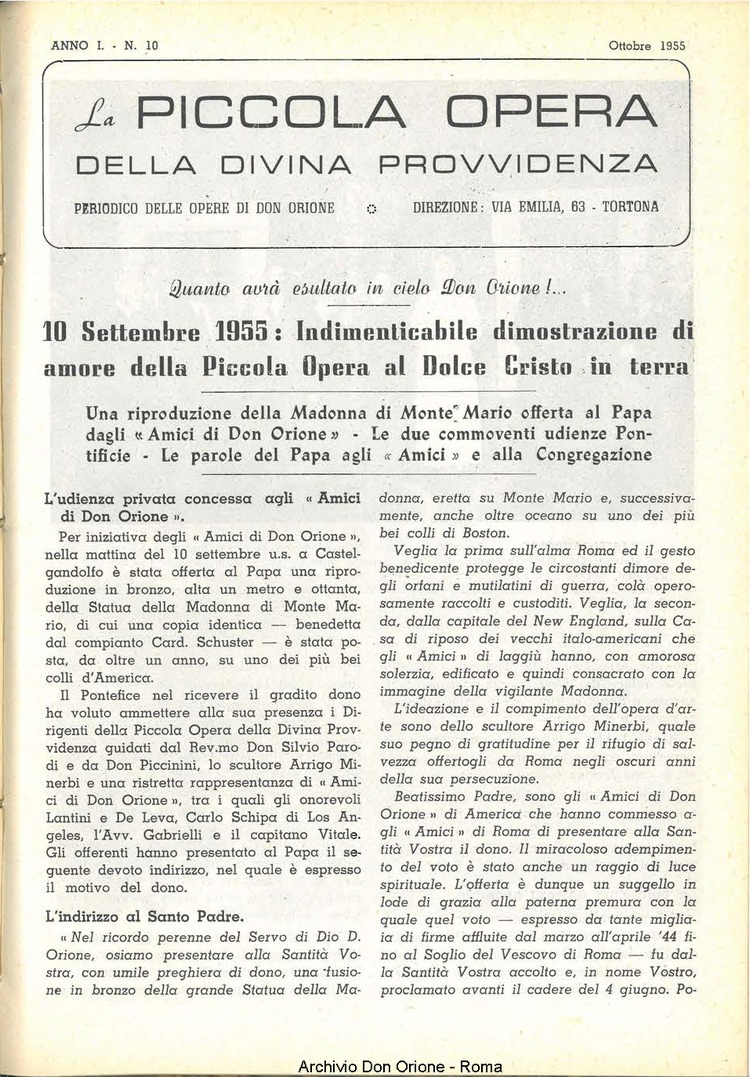 ANNO I. - N. 10
Ottobre 1955
La PICCOLA OPERA
DELLA DIVINA PROVVIDENZA
PERIODICO DELLE OPERE DI DON ORIONE
DIREZIONE: VIA EMILIA, 63 - TORTONA
Quanto avrà esultato in cielo Don Orione!...
10 Settembre 1955: Indimenticabile dimostrazione di
amore della Piccola Opera al Dolce Cristo in terra
Una riproduzione della Madonna di Monte Mario offerta al Papa
dagli « Amici di Don Orione » - Le due commoventi udienze Pon-
tificie - Le parole del Papa agli « Amici » e alla Congregazione
L'udienza privata concessa agli « Amici
di Don Orione ».
Per iniziativa degli « Amici di Don Orione »,
nella mattina del 10 settembre u.s. a Castel-
gandolfo è stata offerta al Papa una ripro-
duzione in bronzo, alta un metro e ottanta,
della Statua della Madonna di Monte Ma-
rio, di cui una copia identica — benedetta
dal compianto Card. Schuster — è stata po-
sta, da oltre un anno, su uno dei più bei
colli d'America.
Il Pontefice nel ricevere il gradito dono
ha voluto ammettere alla sua presenza i Di-
rigenti della Piccola Opera della Divina Prov-
videnza guidati dal Rev.mo Don Silvio Paro-
di e da Don Piccinini, lo scultore Arrigo Mi-
nerbi e una ristretta rappresentanza di « Ami-
ci di Don Orione », tra i quali gli onorevoli
Lantini e De Leva, Carlo Schipa di Los An-
geles, l'Avv. Gabrielli e il capitano Vitale.
Gli offerenti hanno presentato al Papa il se-
guente devoto indirizzo, nel quale è espresso
il motivo del dono.
L'indirizzo al Santo Padre.
« Nel ricordo perenne del Servo di Dio D.
Orione, osiamo presentare alla Santità Vo-
stra, con umile preghiera di dono, una fusio-
ne in bronzo della grande Statua della Ma-
donna, eretta su Monte Mario e, successiva-
mente, anche oltre oceano su uno dei più
bei colli di Boston.
Veglia la prima sull'alma Roma ed il gesto
benedicente protegge le circostanti dimore de-
gli orfani e mutilatini di guerra, colà opero-
samente raccolti e custoditi. Veglia, la secon-
da, dalla capitale del New England, sulla Ca-
sa di riposo dei vecchi italo-americani che
gli « Amici » di laggiù hanno, con amorosa
solerzia, edificato e quindi consacrato con la
immagine della vigilante Madonna.
L'ideazione e il compimento dell'opera d'ar-
te sono dello scultore Arrigo Minerbi, quale
suo pegno di gratitudine per il rifugio di sal-
vezza offertogli da Roma negli oscuri anni
della sua persecuzione.
Beatissimo Padre, sono gli « Amici di Don
Orione » di America che hanno commesso a-
gli « Amici » di Roma di presentare alla San-
tità Vostra il dono. Il miracoloso adempimen-
to del voto è stato anche un raggio di luce
spirituale. L'offerta è dunque un suggello in
lode di grazia alla paterna premura con la
quale quel voto — espresso da tante miglia-
ia di firme affluite dal marzo all'aprile '44 fi-
no al Soglio del Vescovo di Roma — fu dal-
la Santità Vostra accolto e, in nome Vostro,
proclamato avanti il cadere del 4 giugno. Po-
Archivio Don Orione - Roma